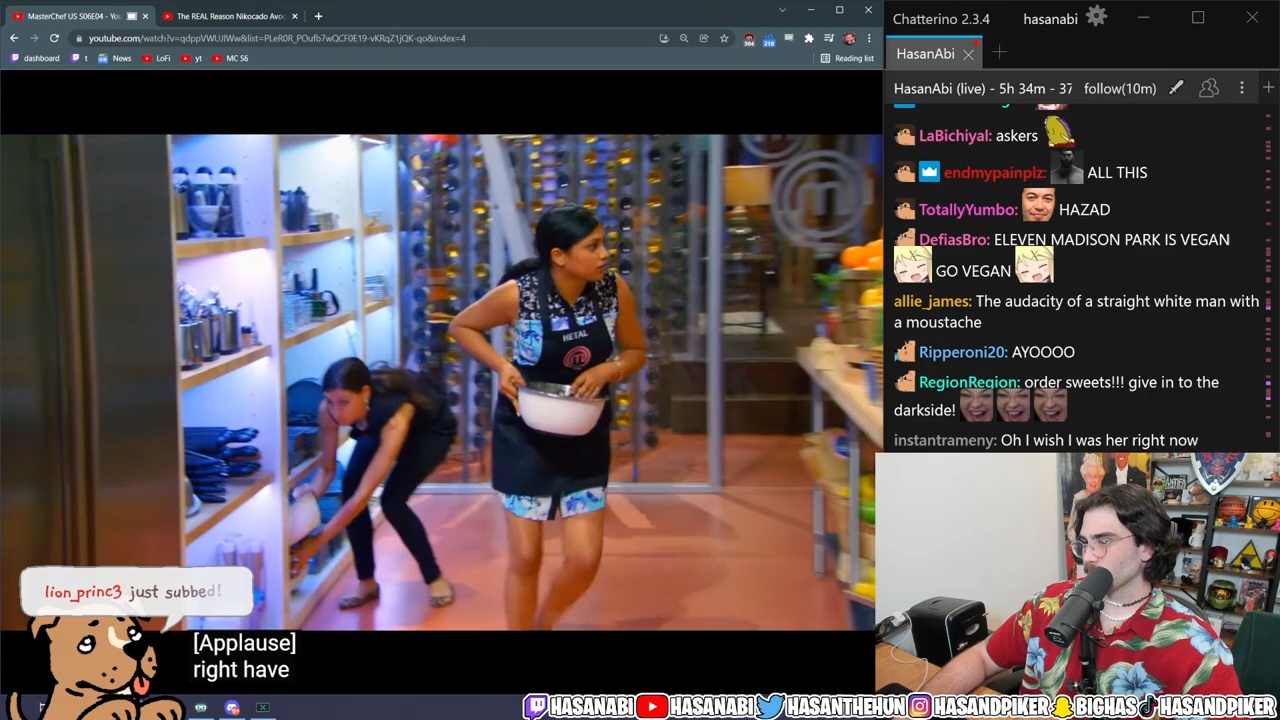 MasterChef US S06E04 - You
The REAL Reason Nikocado Avoc
youtube.com/watch?v=qdppVWUJIWw&list=PLeR0R_POufb7wQCF0E19-vKRqZ1jQK-qo&index=4
304
210
dashboard
t
News
LoFi
yt
MC S6
Reading list
HETAL
lion_princ3 just subbed!
[Applause]
right have
Chatterino 2.3.4
hasanabi
HasanAbi
HasanAbi (live) - 5h 34m - 37
follow(10m)
LaBichiyal: askers
endmypainplz: ALL THIS
TotallyYumbo: HAZAD
DefiasBro: ELEVEN MADISON PARK IS VEGAN
GO VEGAN
allie_james: The audacity of a straight white man with
a moustache
Ripperoni20: AYOOOO
RegionRegion: order sweets!!! give in to the
darkside!
instantrameny: Oh I wish I was her right now
HASANABI HASANABI HASANTHEHUN HASANDPIKER BIGHAS HASANDPIKER